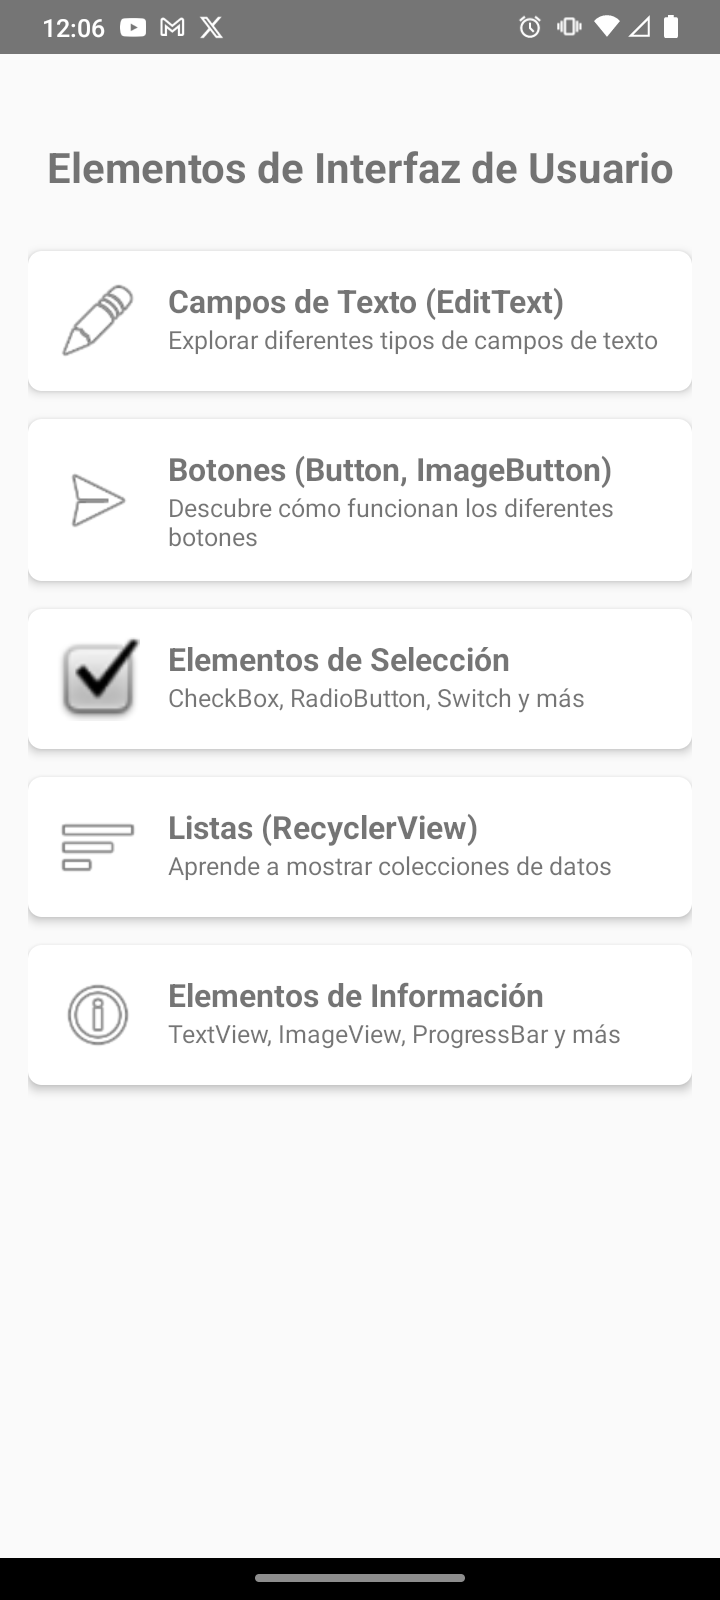 12:06
Elementos de Interfaz de Usuario
Campos de Texto (EditText)
Explorar diferentes tipos de campos de texto
Botones (Button, ImageButton)
Descubre cómo funcionan los diferentes
botones
Elementos de Selección
CheckBox, RadioButton, Switch y más
Listas (RecyclerView)
Aprende a mostrar colecciones de datos
Elementos de Información
TextView, ImageView, ProgressBar y más